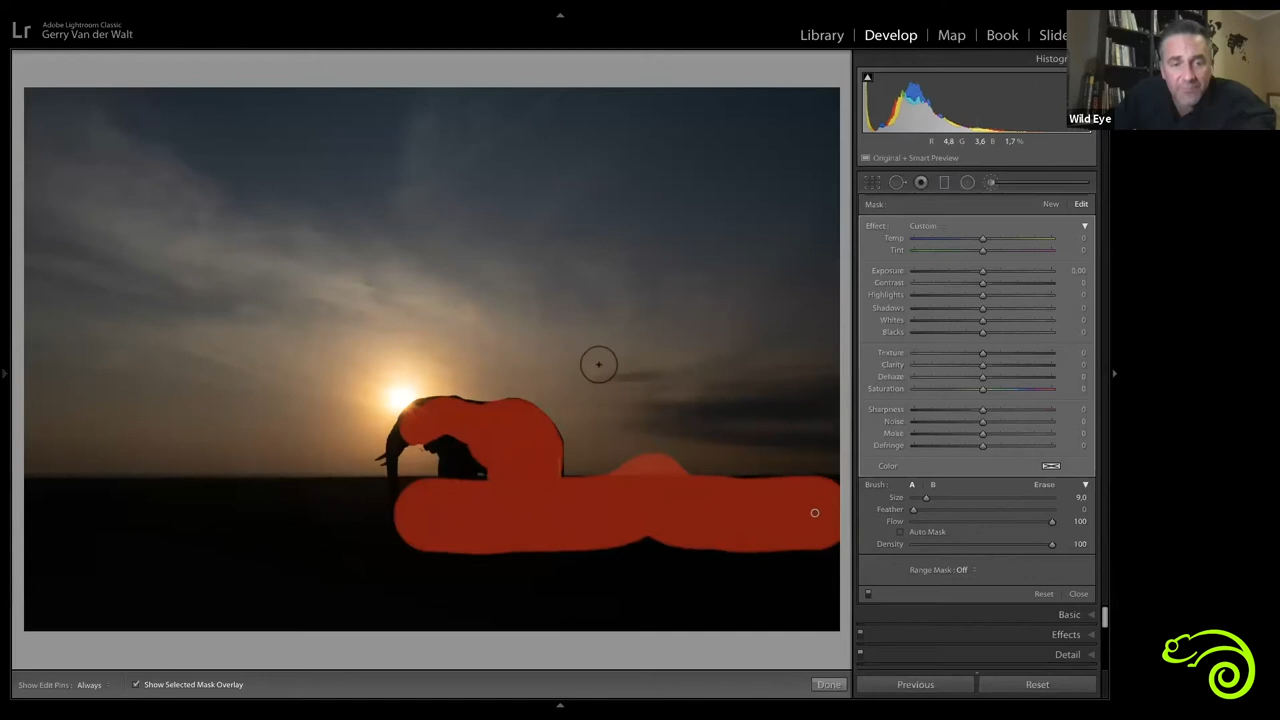 Lr
Adobe Lightroom Classic
Gerry Van der Walt
Library
Develop
Map
Book
Wild Eye
R 4,8 G 3,6 B 1,7 %
Original + Smart Preview
Mask :
New
Edit
Effect :
Custom
Temp 0
Tint 0
Exposure 0,00
Contrast 0
Highlights 0
Shadows 0
Whites 0
Blacks 0
Texture 0
Clarity 0
Dehaze 0
Saturation 0
Sharpness 0
Noise 0
Moiré 0
Defringe 0
Color
Brush :
A
B
Erase
Size 9,0
Feather 0
Flow 100
Auto Mask
Density 100
Range Mask : Off
Reset
Close
Basic
Effects
Detail
Show Edit Pins : Always
Show Selected Mask Overlay
Done
Previous
Reset